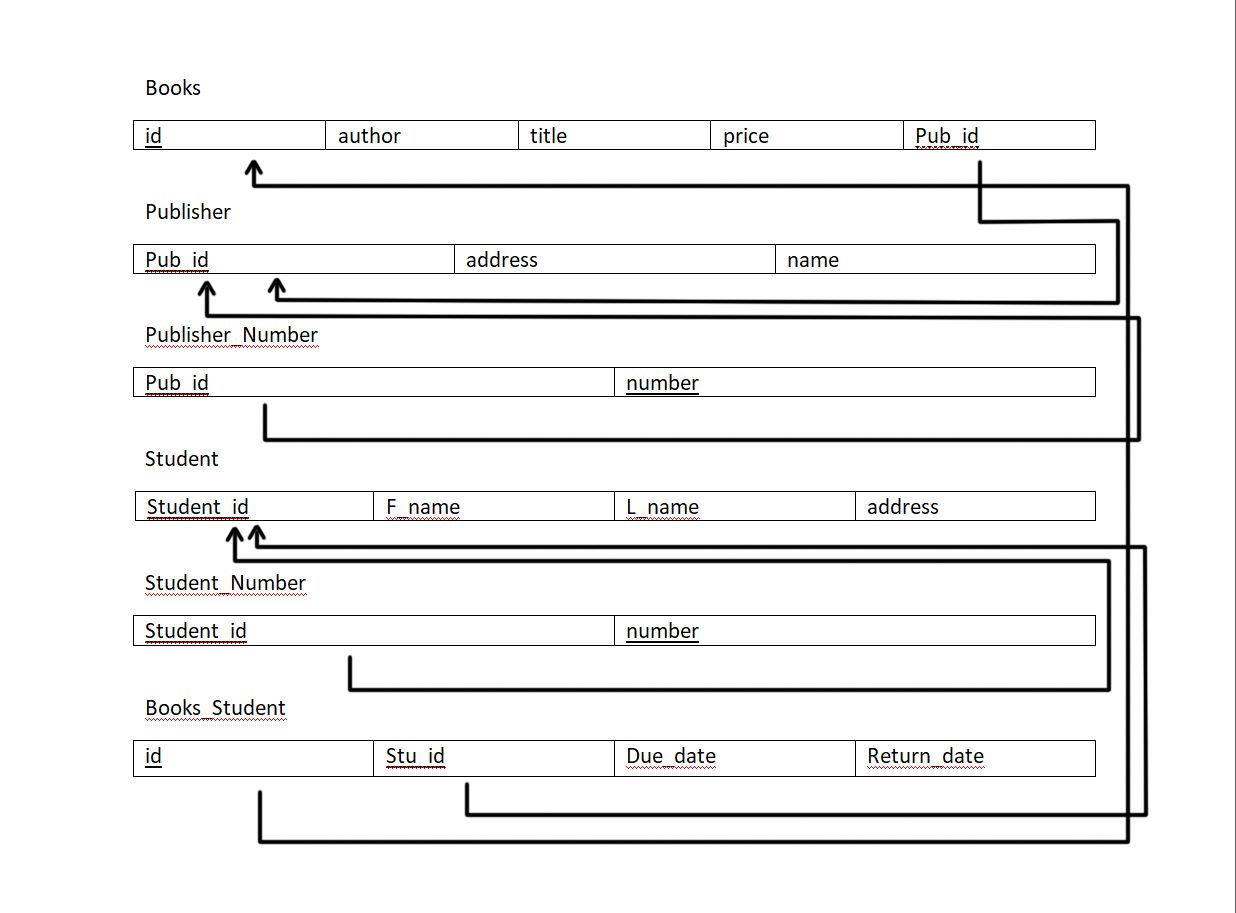 Books
id author title price Pub_id
Publisher
Pub_id address name
Publisher_Number
Pub_id number
Student
Student_id F_name L_name address
Student_Number
Student_id number
Books_Student
id Stu_id Due_date Return_date